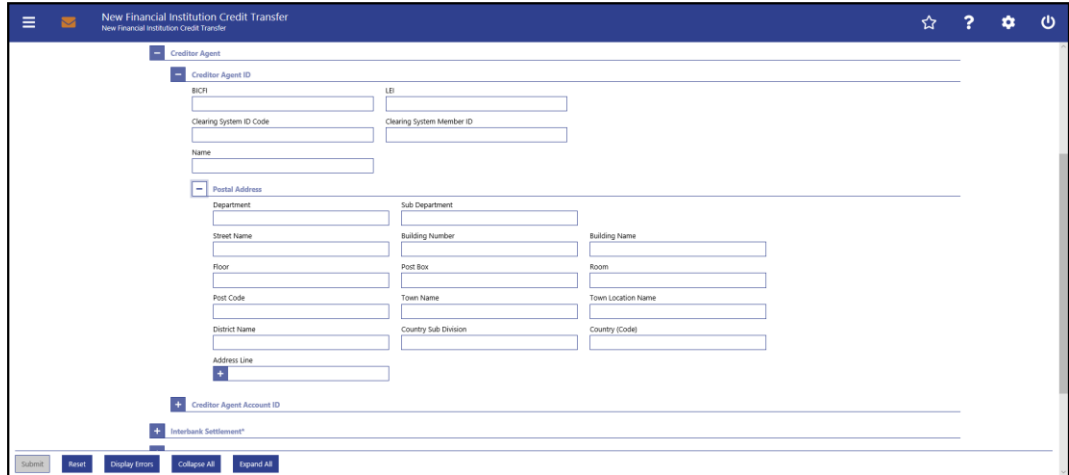 New Financial Institution Credit Transfer
New Financial Institution Credit Transfer
Creditor Agent
Creditor Agent ID
BICFI LEI
Clearing System ID Code Clearing System Member ID
Name
Postal Address
Department Sub Department
Street Name Building Number Building Name
Floor Post Box Room
Post Code Town Name Town Location Name
District Name Country Sub Division Country (Code)
Address Line
Creditor Agent Account ID
Interbank Settlement*
Submit Reset Display Errors Collapse All Expand All